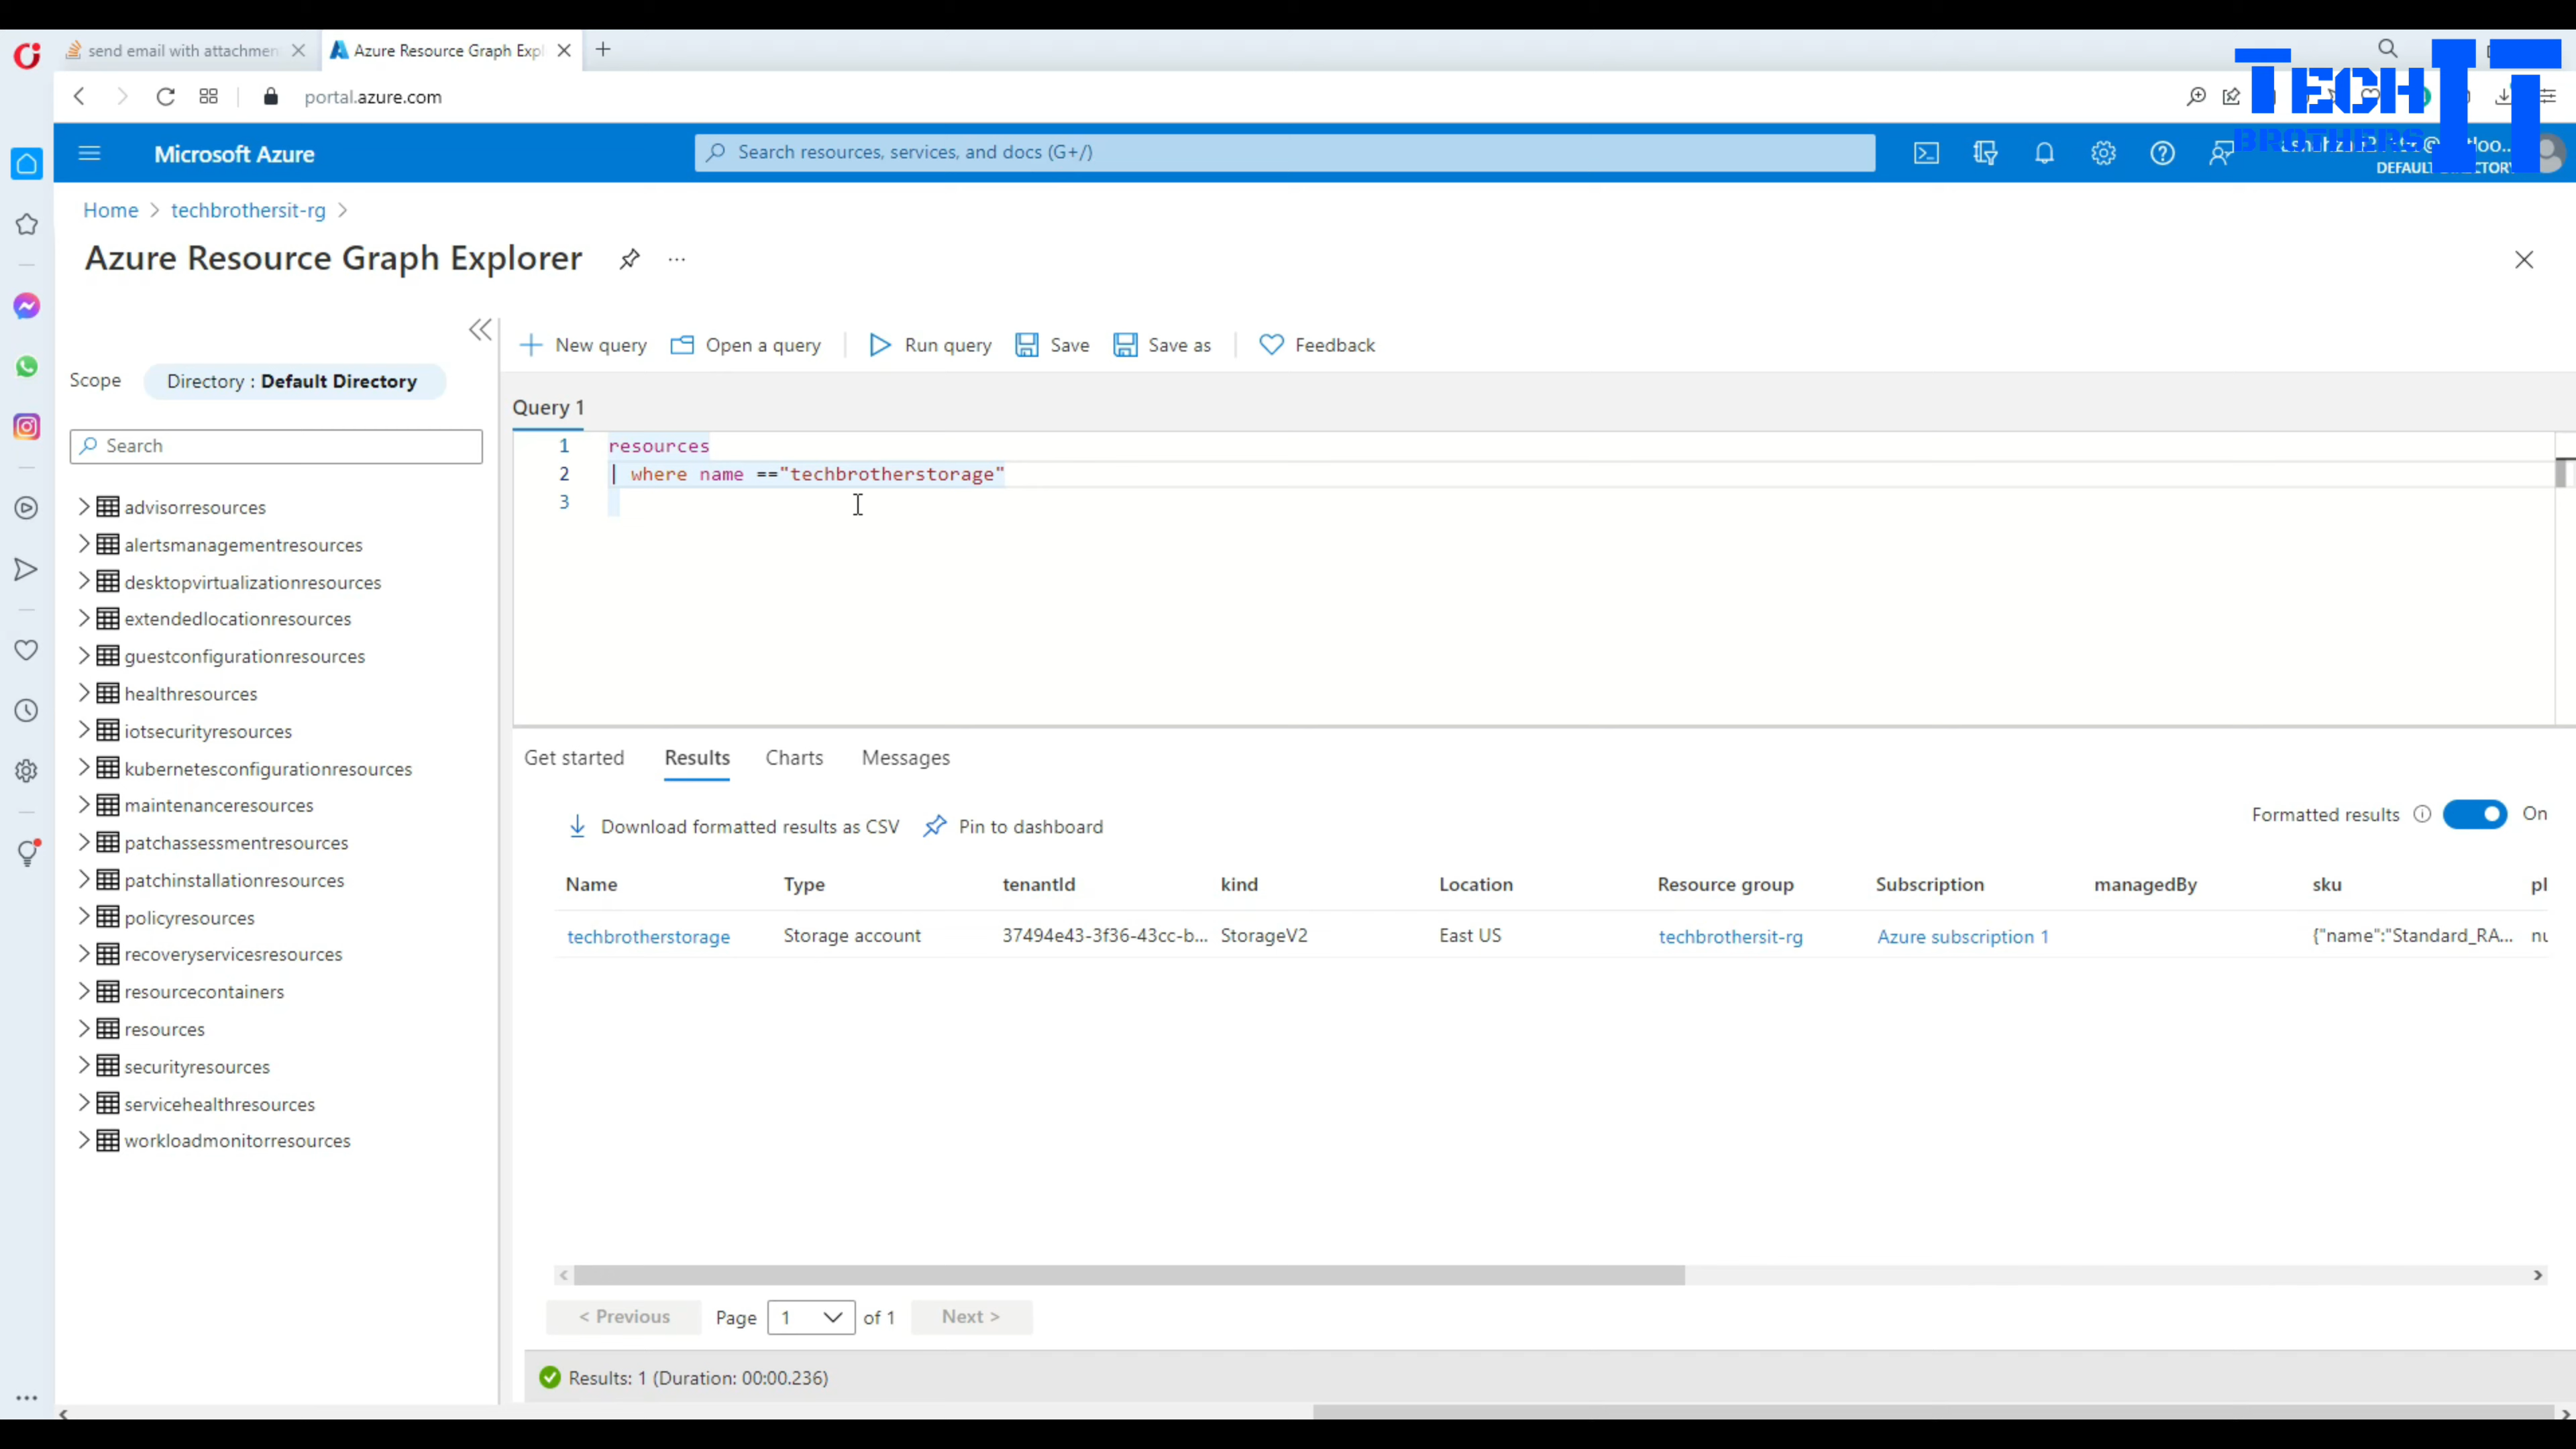 send email with attachmen
Azure Resource Graph Expl
portal.azure.com
TECH IT
BROTHERS
Microsoft Azure
Search resources, services, and docs (G+/)
DEFAULT DIRECTORY
Home > techbrothersit-rg >
Azure Resource Graph Explorer
New query
Open a query
Run query
Save
Save as
Feedback
Scope
Directory : Default Directory
Search
advisorresources
alertsmanagementresources
desktopvirtualizationresources
extendedlocationresources
guestconfigurationresources
healthresources
iotsecurityresources
kubernetesconfigurationresources
maintenanceresources
patchassessmentresources
patchinstallationresources
policyresources
recoveryservicesresources
resourcecontainers
resources
securityresources
servicehealthresources
workloadmonitorresources
Query 1
1 resources
2 | where name =="techbrotherstorage"
3
Get started Results Charts Messages
Download formatted results as CSV
Pin to dashboard
Formatted results On
Name Type tenantId kind Location Resource group Subscription managedBy sku pl
techbrotherstorage Storage account 37494e43-3f36-43cc-b... StorageV2 East US techbrothersit-rg Azure subscription 1 {"name":"Standard_RA... nu
< Previous Page 1 of 1 Next >
Results: 1 (Duration: 00:00.236)